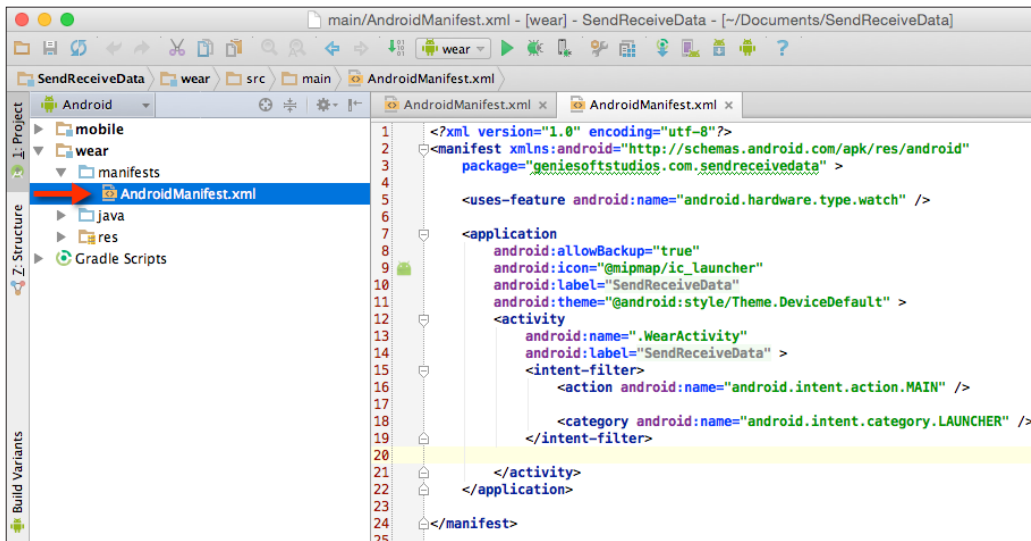 main/AndroidManifest.xml - [wear] - SendReceiveData - [~/Documents/SendReceiveData]
wear
SendReceiveData wear src main AndroidManifest.xml
1: Project
Z: Structure
Build Variants
Android
mobile
wear
manifests
AndroidManifest.xml
java
res
Gradle Scripts
AndroidManifest.xml × AndroidManifest.xml ×
1 <?xml version="1.0" encoding="utf-8"?>
2 <manifest xmlns:android="http://schemas.android.com/apk/res/android"
3 package="geniesoftstudios.com.sendreceivedata" >
4
5 <uses-feature android:name="android.hardware.type.watch" />
6
7 <application
8 android:allowBackup="true"
9 android:icon="@mipmap/ic_launcher"
10 android:label="SendReceiveData"
11 android:theme="@android:style/Theme.DeviceDefault" >
12 <activity
13 android:name=".WearActivity"
14 android:label="SendReceiveData" >
15 <intent-filter>
16 <action android:name="android.intent.action.MAIN" />
17
18 <category android:name="android.intent.category.LAUNCHER" />
19 </intent-filter>
20
21 </activity>
22 </application>
23
24 </manifest>
25